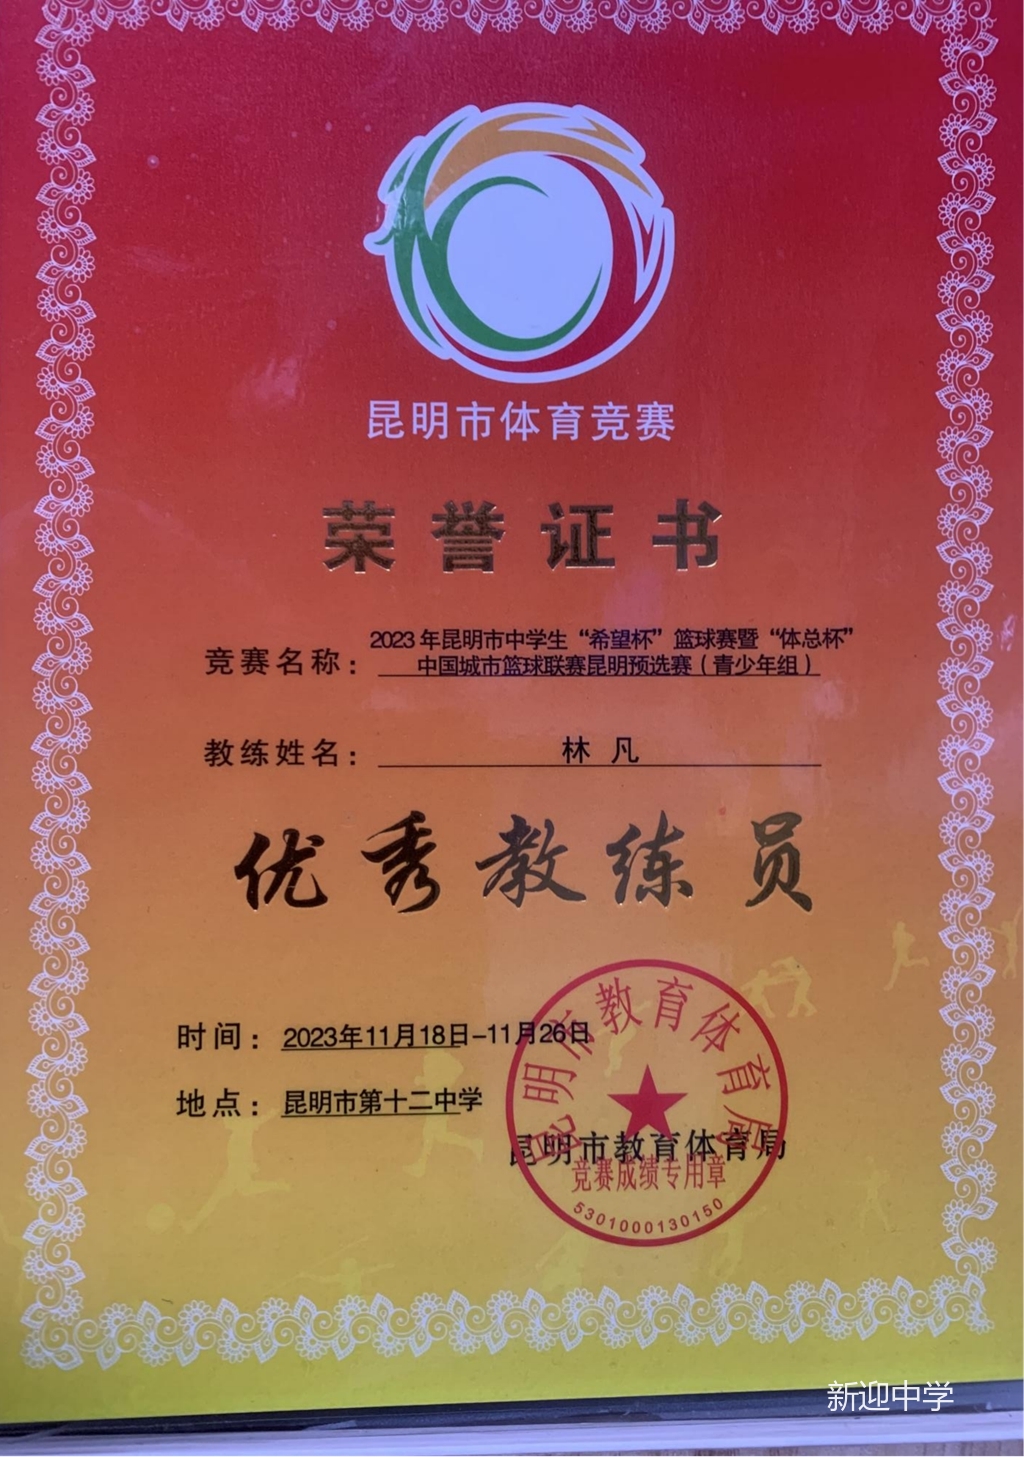 昆明市体育竞赛
荣誉证书
竞赛名称：2023 年昆明市中学生“希望杯”篮球赛暨“体总杯”
中国城市篮球联赛昆明预选赛（青少年组）
教练姓名：林 凡
优秀教练员
时间：2023年11月18日-11月26日
地点：昆明市第十二中学
昆明市教育体育局
昆明市教育体育局
竞赛成绩专用章
5301000130150
新迎中学